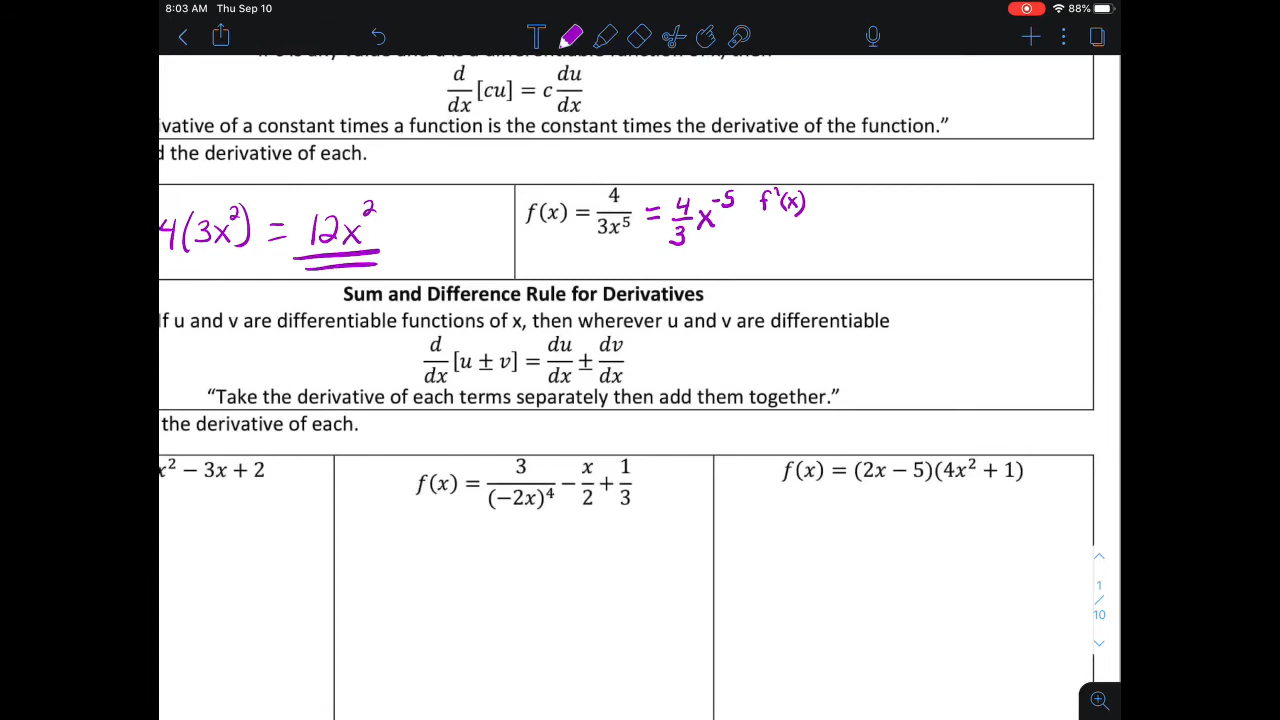 8:03 AM Thu Sep 10
88%
d/dx [cu] = c du/dx
ivative of a constant times a function is the constant times the derivative of the function.”
d the derivative of each.
4(3x²) = 12x²
f(x) = 4/3x⁵ = 4/3 x⁻⁵ f'(x)
Sum and Difference Rule for Derivatives
If u and v are differentiable functions of x, then wherever u and v are differentiable
d/dx [u ± v] = du/dx ± dv/dx
“Take the derivative of each terms separately then add them together.”
the derivative of each.
x² − 3x + 2
f(x) = 3/(−2x)⁴ − x/2 + 1/3
f(x) = (2x − 5)(4x² + 1)
1
/
10